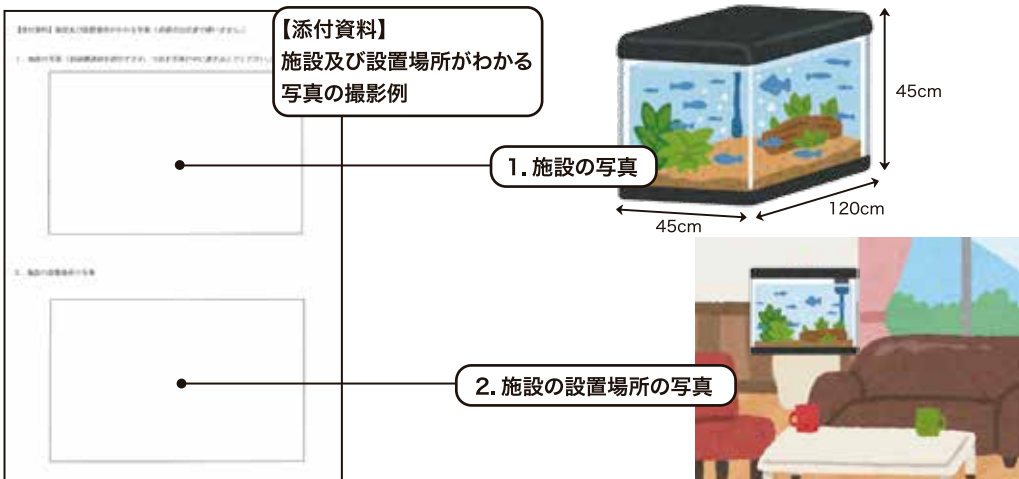 【添付資料】
施設及び設置場所がわかる
写真の撮影例
1. 施設の写真
45cm
120cm
45cm
2. 施設の設置場所の写真